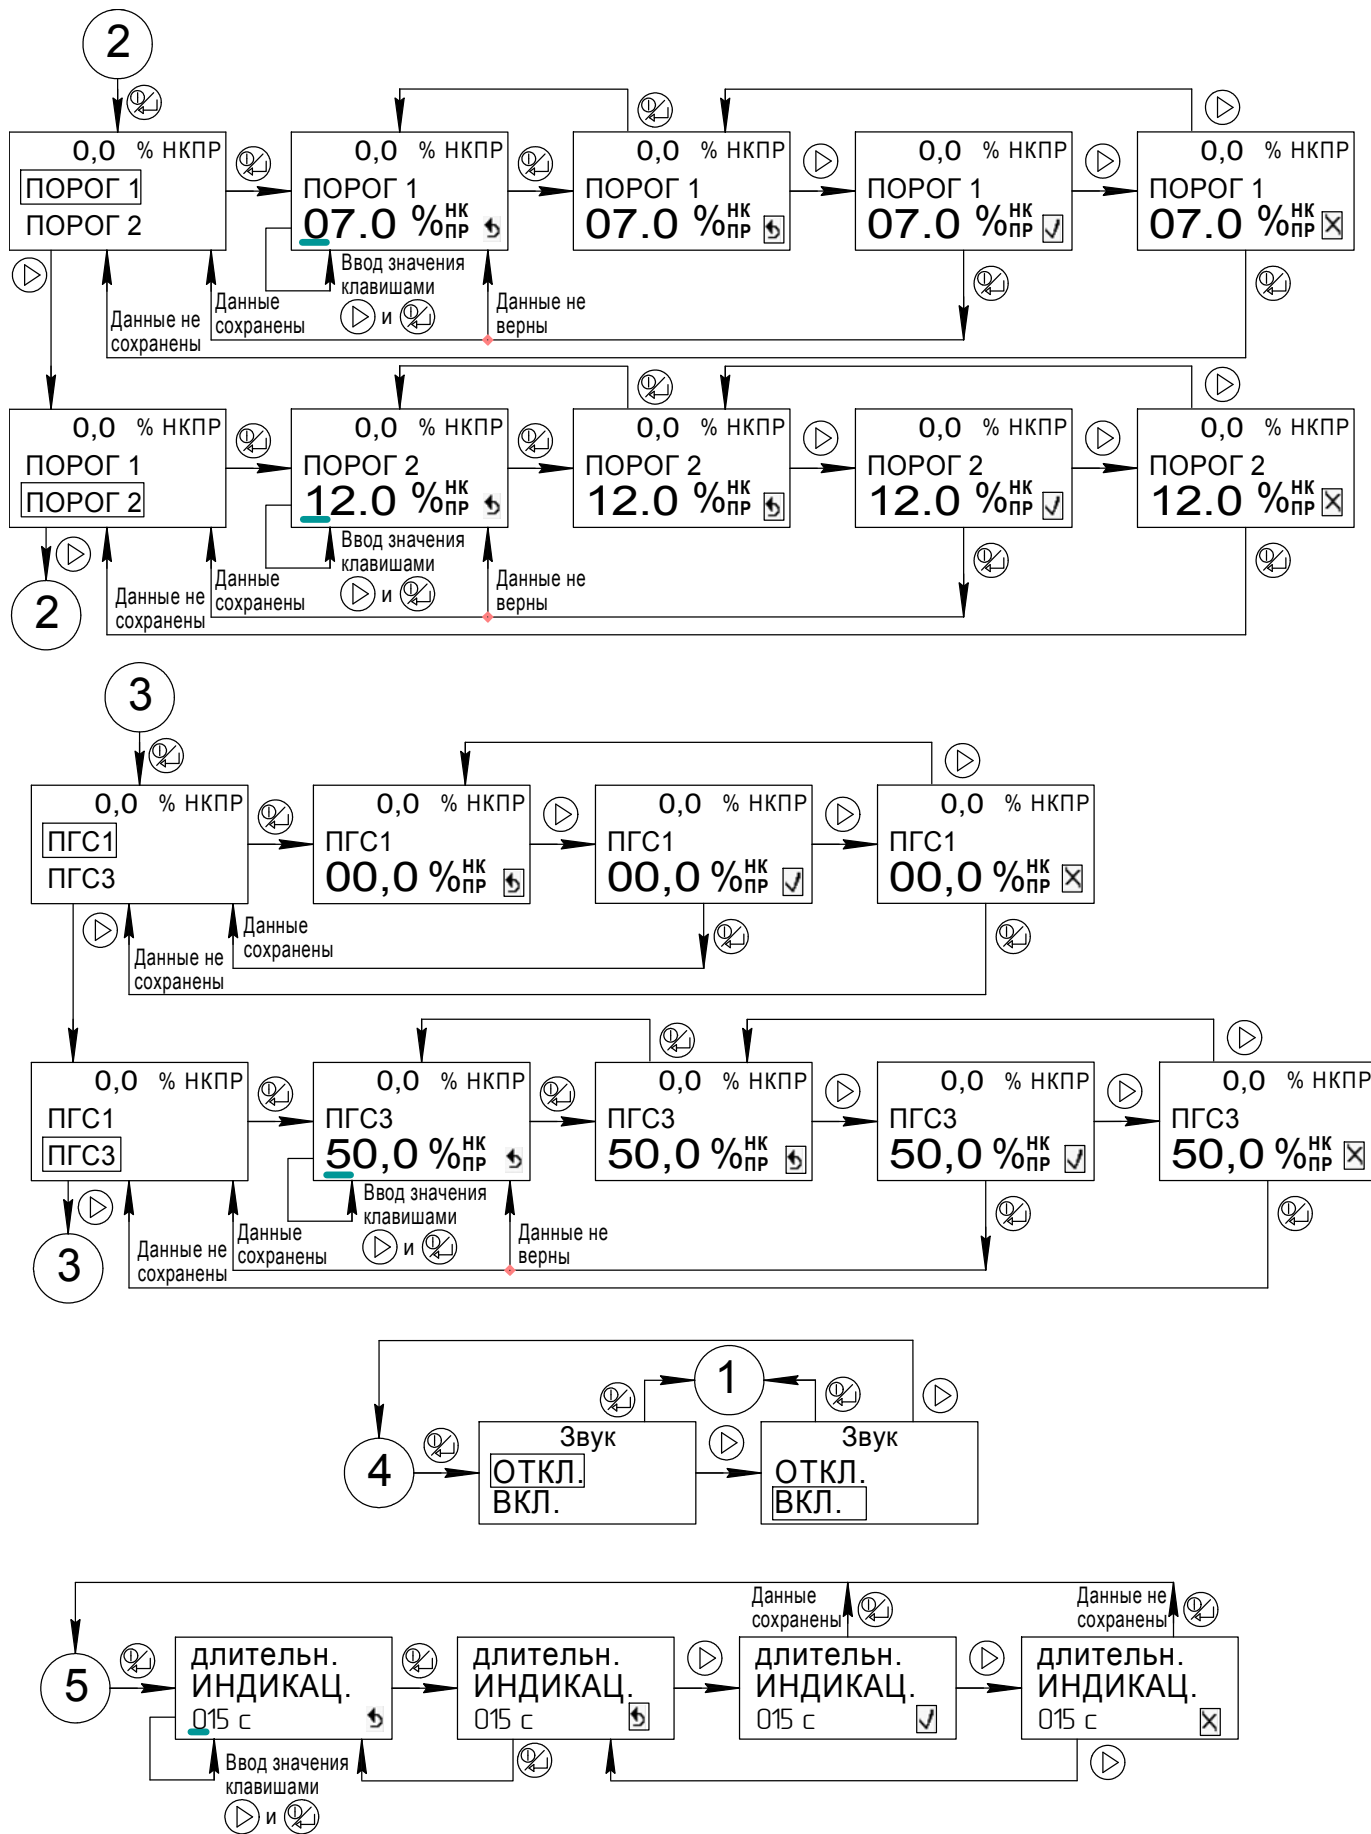 2
0,0 % НКПР
ПОРОГ 1
ПОРОГ 2
0,0 % НКПР
ПОРОГ 1
07.0 % НК ПР
0,0 % НКПР
ПОРОГ 1
07.0 % НК ПР
0,0 % НКПР
ПОРОГ 1
07.0 % НК ПР
0,0 % НКПР
ПОРОГ 1
07.0 % НК ПР
Данные не
сохранены
Данные
сохранены
Ввод значения
клавишами
и
Данные не
верны
0,0 % НКПР
ПОРОГ 1
ПОРОГ 2
0,0 % НКПР
ПОРОГ 2
12.0 % НК ПР
0,0 % НКПР
ПОРОГ 2
12.0 % НК ПР
0,0 % НКПР
ПОРОГ 2
12.0 % НК ПР
0,0 % НКПР
ПОРОГ 2
12.0 % НК ПР
2
Данные не
сохранены
Данные
сохранены
Ввод значения
клавишами
и
Данные не
верны
3
0,0 % НКПР
ПГС1
ПГС3
0,0 % НКПР
ПГС1
00,0 % НК ПР
0,0 % НКПР
ПГС1
00,0 % НК ПР
0,0 % НКПР
ПГС1
00,0 % НК ПР
Данные не
сохранены
Данные
сохранены
0,0 % НКПР
ПГС1
ПГС3
0,0 % НКПР
ПГС3
50,0 % НК ПР
0,0 % НКПР
ПГС3
50,0 % НК ПР
0,0 % НКПР
ПГС3
50,0 % НК ПР
0,0 % НКПР
ПГС3
50,0 % НК ПР
3
Данные не
сохранены
Данные
сохранены
Ввод значения
клавишами
и
Данные не
верны
1
4
Звук
ОТКЛ.
ВКЛ.
Звук
ОТКЛ.
ВКЛ.
Данные
сохранены
Данные не
сохранены
5
длительн.
ИНДИКАЦ.
015 с
длительн.
ИНДИКАЦ.
015 с
длительн.
ИНДИКАЦ.
015 с
длительн.
ИНДИКАЦ.
015 с
Ввод значения
клавишами
и